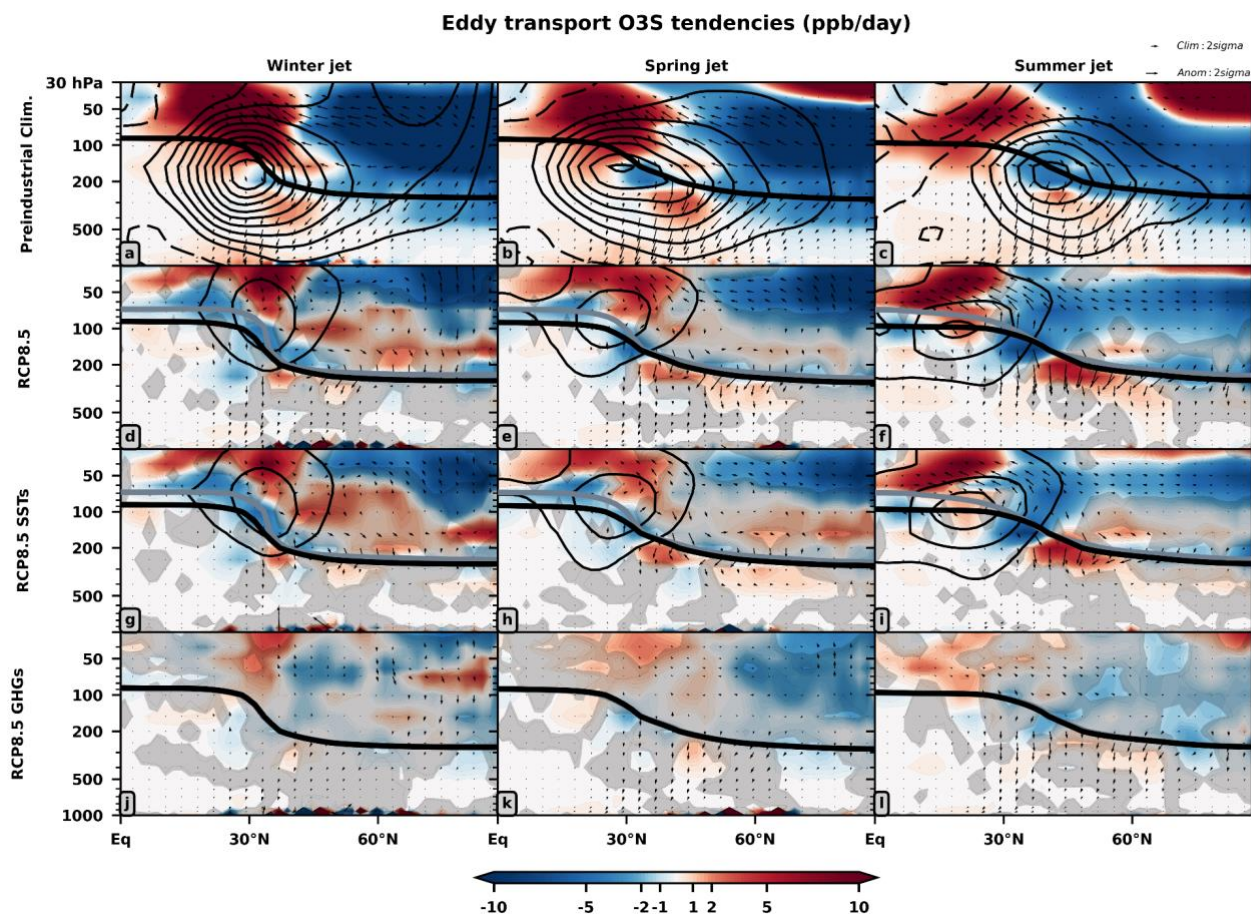 Eddy transport O3S tendencies (ppb/day)
Clim : 2sigma
Anom : 2sigma
Winter jet
Spring jet
Summer jet
30 hPa
50
100
200
500
Preindustrial Clim.
a
b
c
50
100
200
500
RCP8.5
d
e
f
50
100
200
500
RCP8.5 SSTs
g
h
i
50
100
200
500
1000
RCP8.5 GHGs
j
k
l
Eq 30°N 60°N Eq 30°N 60°N Eq 30°N 60°N
-10 -5 -2 -1 1 2 5 10